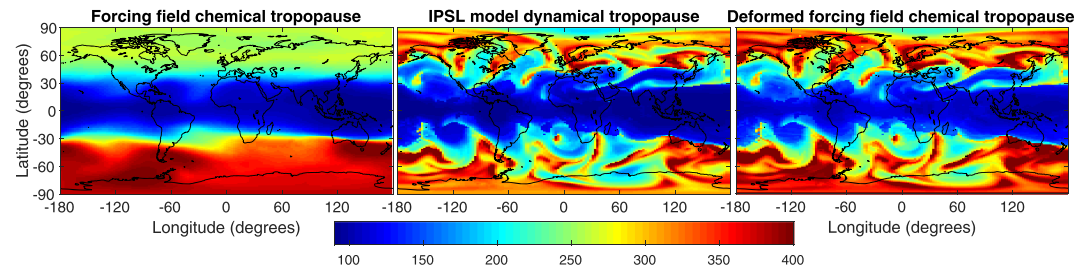 Forcing field chemical tropopause
IPSL model dynamical tropopause
Deformed forcing field chemical tropopause
Latitude (degrees)
90
60
30
0
-30
-60
-90
-180 -120 -60 0 60 120
-180 -120 -60 0 60 120
-180 -120 -60 0 60 120
Longitude (degrees)
Longitude (degrees)
100 150 200 250 300 350 400